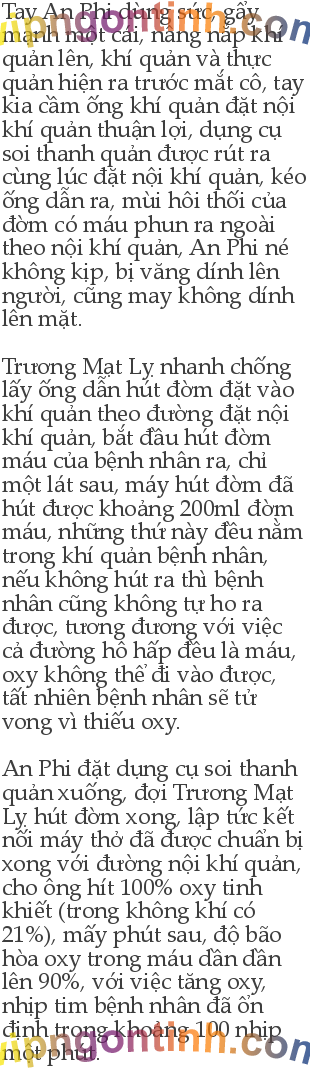 Tay An Phi dùng sức, gẩy
mạnh một cái, nâng nắp khí
quản lên, khí quản và thực
quản hiện ra trước mắt cô, tay
kia cầm ống khí quản đặt nội
khí quản thuận lợi, dụng cụ
soi thanh quản được rút ra
cùng lúc đặt nội khí quản, kéo
ống dẫn ra, mùi hôi thối của
đờm có máu phun ra ngoài
theo nội khí quản, An Phi né
không kịp, bị văng dính lên
người, cũng may không dính
lên mặt.
Trương Mạt Lỵ nhanh chống
lấy ống dẫn hút đờm đặt vào
khí quản theo đường đặt nội
khí quản, bắt đầu hút đờm
máu của bệnh nhân ra, chỉ
một lát sau, máy hút đờm đã
hút được khoảng 200ml đờm
máu, những thứ này đều nằm
trong khí quản bệnh nhân,
nếu không hút ra thì bệnh
nhân cũng không tự ho ra
được, tương đương với việc
cả đường hô hấp đều là máu,
oxy không thể đi vào được,
tất nhiên bệnh nhân sẽ tử
vong vì thiếu oxy.
An Phi đặt dụng cụ soi thanh
quản xuống, đợi Trương Mạt
Lỵ hút đờm xong, lập tức kết
nối máy thở đã được chuẩn bị
xong với đường nội khí quản,
cho ông hít 100% oxy tinh
khiết (trong không khí có
21%), mấy phút sau, độ bão
hòa oxy trong máu dần dần
lên 90%, với việc tăng oxy,
nhịp tim bệnh nhân đã ổn
định trong khoảng 100 nhịp
một phút.